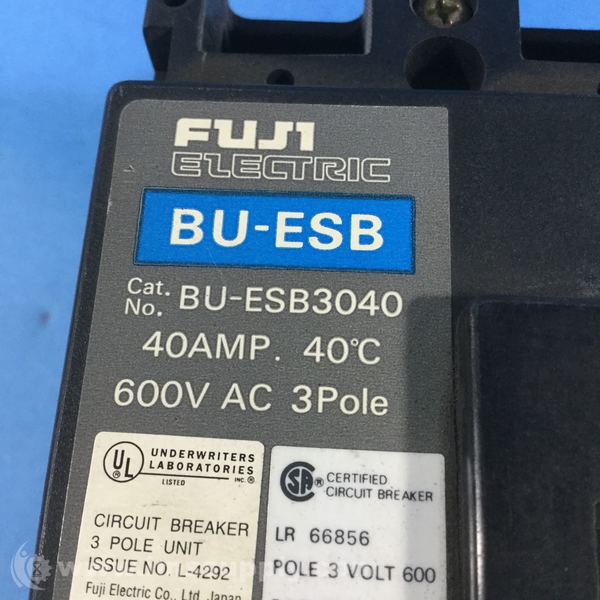 FUJI
ELECTRIC
BU-ESB
Cat. No. BU-ESB3040
40AMP. 40℃
600V AC 3Pole
UL
UNDERWRITERS
LABORATORIES
INC.®
LISTED
CIRCUIT BREAKER
3 POLE UNIT
ISSUE NO. L-4292
Fuji Electric Co., Ltd. Japan
SA® CERTIFIED
CIRCUIT BREAKER
LR 66856
POLE 3 VOLT 600